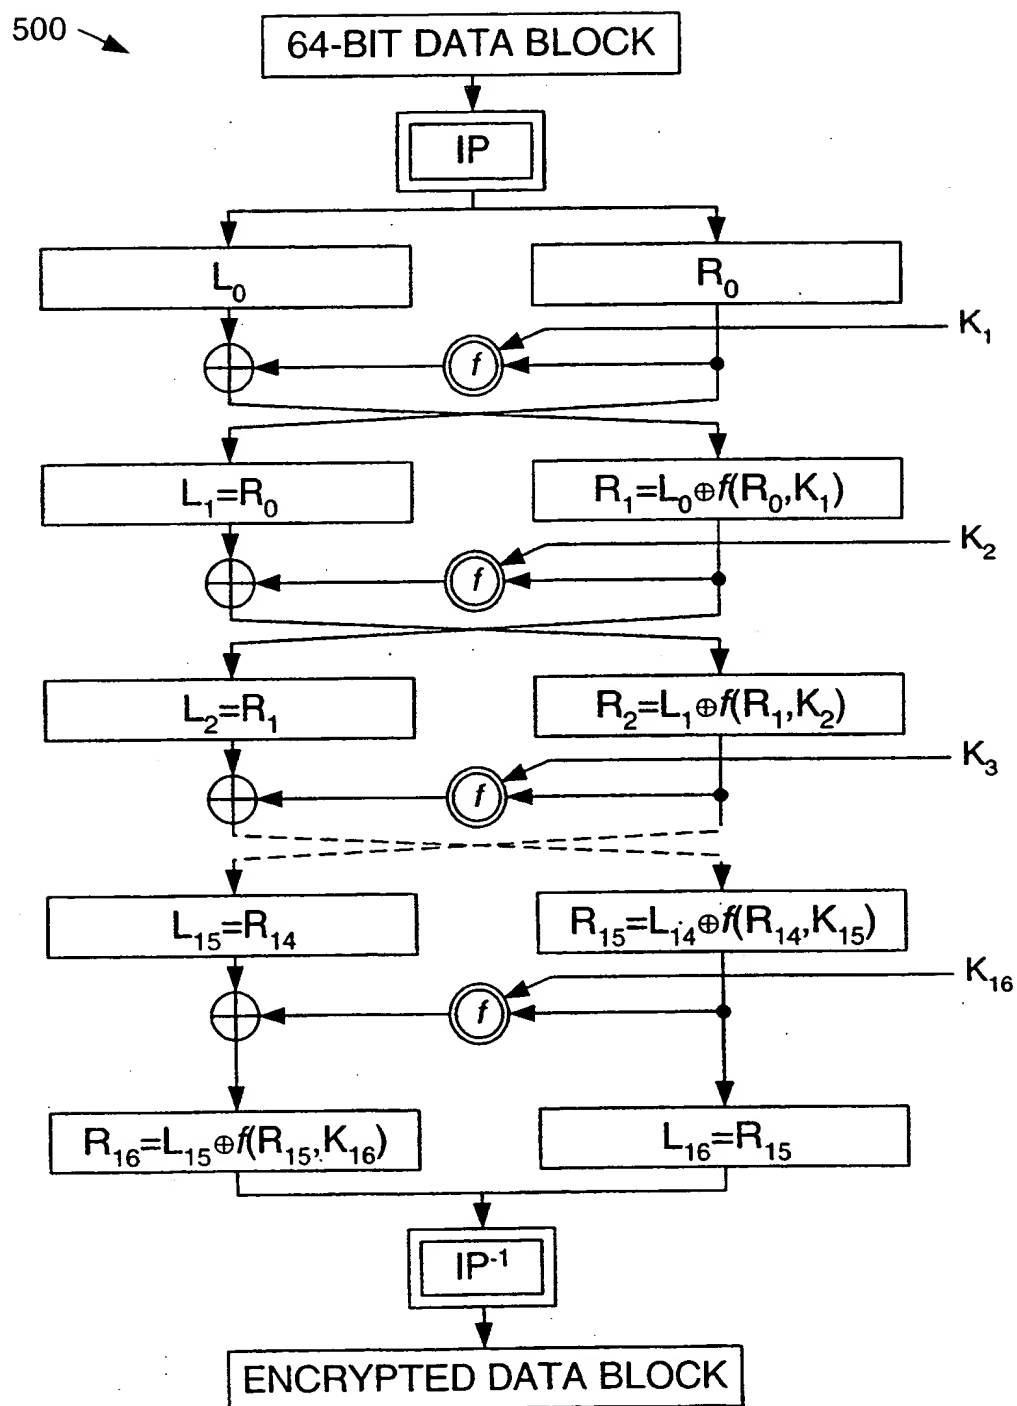 500
64-BIT DATA BLOCK
IP
L₀
R₀
K₁
f
L₁=R₀
R₁=L₀⊕f(R₀,K₁)
K₂
f
L₂=R₁
R₂=L₁⊕f(R₁,K₂)
K₃
f
L₁₅=R₁₄
R₁₅=L₁₄⊕f(R₁₄,K₁₅)
K₁₆
f
R₁₆=L₁₅⊕f(R₁₅,K₁₆)
L₁₆=R₁₅
IP⁻¹
ENCRYPTED DATA BLOCK